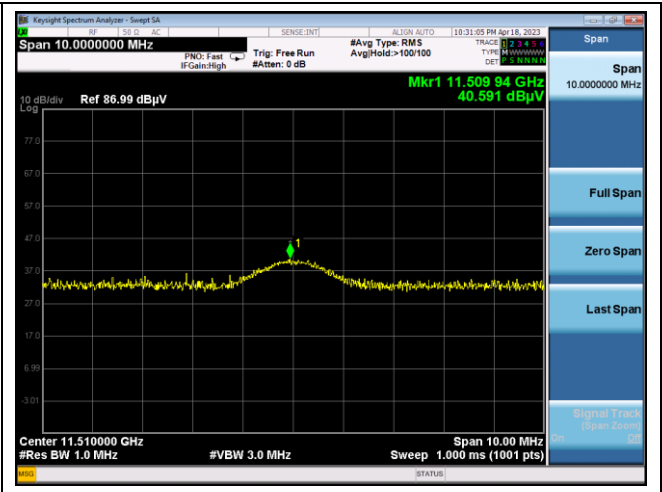 Keysight Spectrum Analyzer - Swept SA
RF 50 Ω AC SENSE:INT ALIGN AUTO 10:31:05 PM Apr 18, 2023
Span 10.0000000 MHz
PNO: Fast
IFGain:High
Trig: Free Run
#Atten: 0 dB
#Avg Type: RMS
Avg|Hold:>100/100
TRACE 1 2 3 4 5 6
TYPE M WWWWW
DET P S N N N N
Mkr1 11.509 94 GHz
40.591 dBµV
10 dB/div Ref 86.99 dBµV
Log
77.0
67.0
57.0
47.0
37.0
27.0
17.0
6.99
-3.01
1
Center 11.510000 GHz
Span 10.00 MHz
#Res BW 1.0 MHz
#VBW 3.0 MHz
Sweep 1.000 ms (1001 pts)
MSG
STATUS
Span
Span
10.0000000 MHz
Full Span
Zero Span
Last Span
Signal Track
(Span Zoom)
On Off